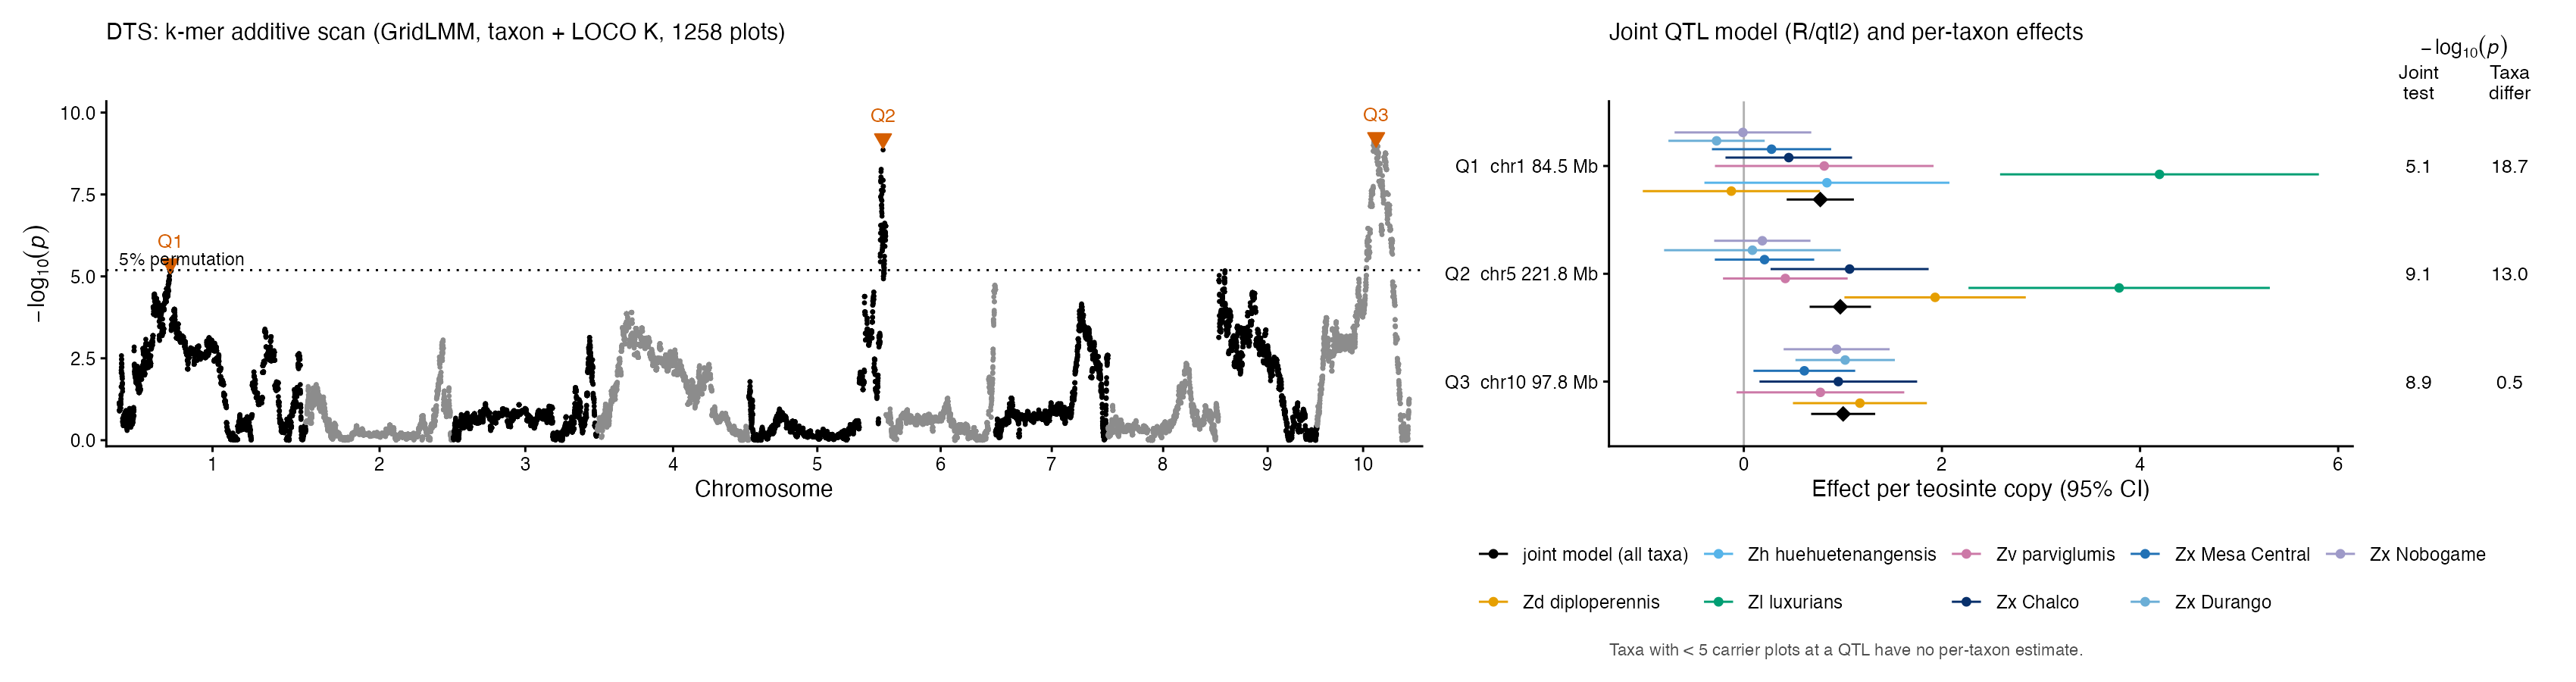 DTS: k-mer additive scan (GridLMM, taxon + LOCO K, 1258 plots)
−log10(p)
10.0
7.5
5.0
2.5
0.0
5% permutation
Q1
Q2
Q3
1 2 3 4 5 6 7 8 9 10
Chromosome
Joint QTL model (R/qtl2) and per-taxon effects
−log10(p)
Joint test
Taxa differ
Q1 chr1 84.5 Mb 5.1 18.7
Q2 chr5 221.8 Mb 9.1 13.0
Q3 chr10 97.8 Mb 8.9 0.5
0 2 4 6
Effect per teosinte copy (95% CI)
joint model (all taxa) Zh huehuetenangensis Zv parviglumis Zx Mesa Central Zx Nobogame
Zd diploperennis Zl luxurians Zx Chalco Zx Durango
Taxa with < 5 carrier plots at a QTL have no per-taxon estimate.